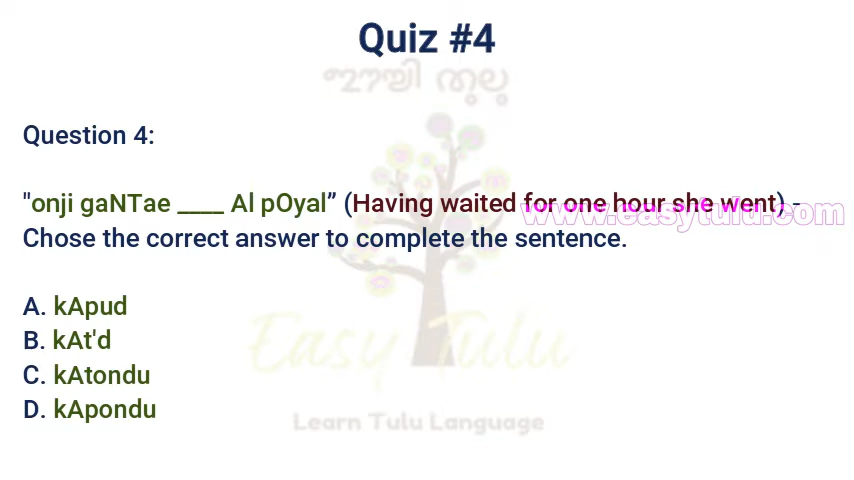 Quiz #4
Question 4:
"onji gaNTae ____ Al pOyal” (Having waited for one hour she went) -
www.easytulu.com
Chose the correct answer to complete the sentence.
A. kApud
B. kAt'd
C. kAtondu
D. kApondu
Easy Tulu
Learn Tulu Language